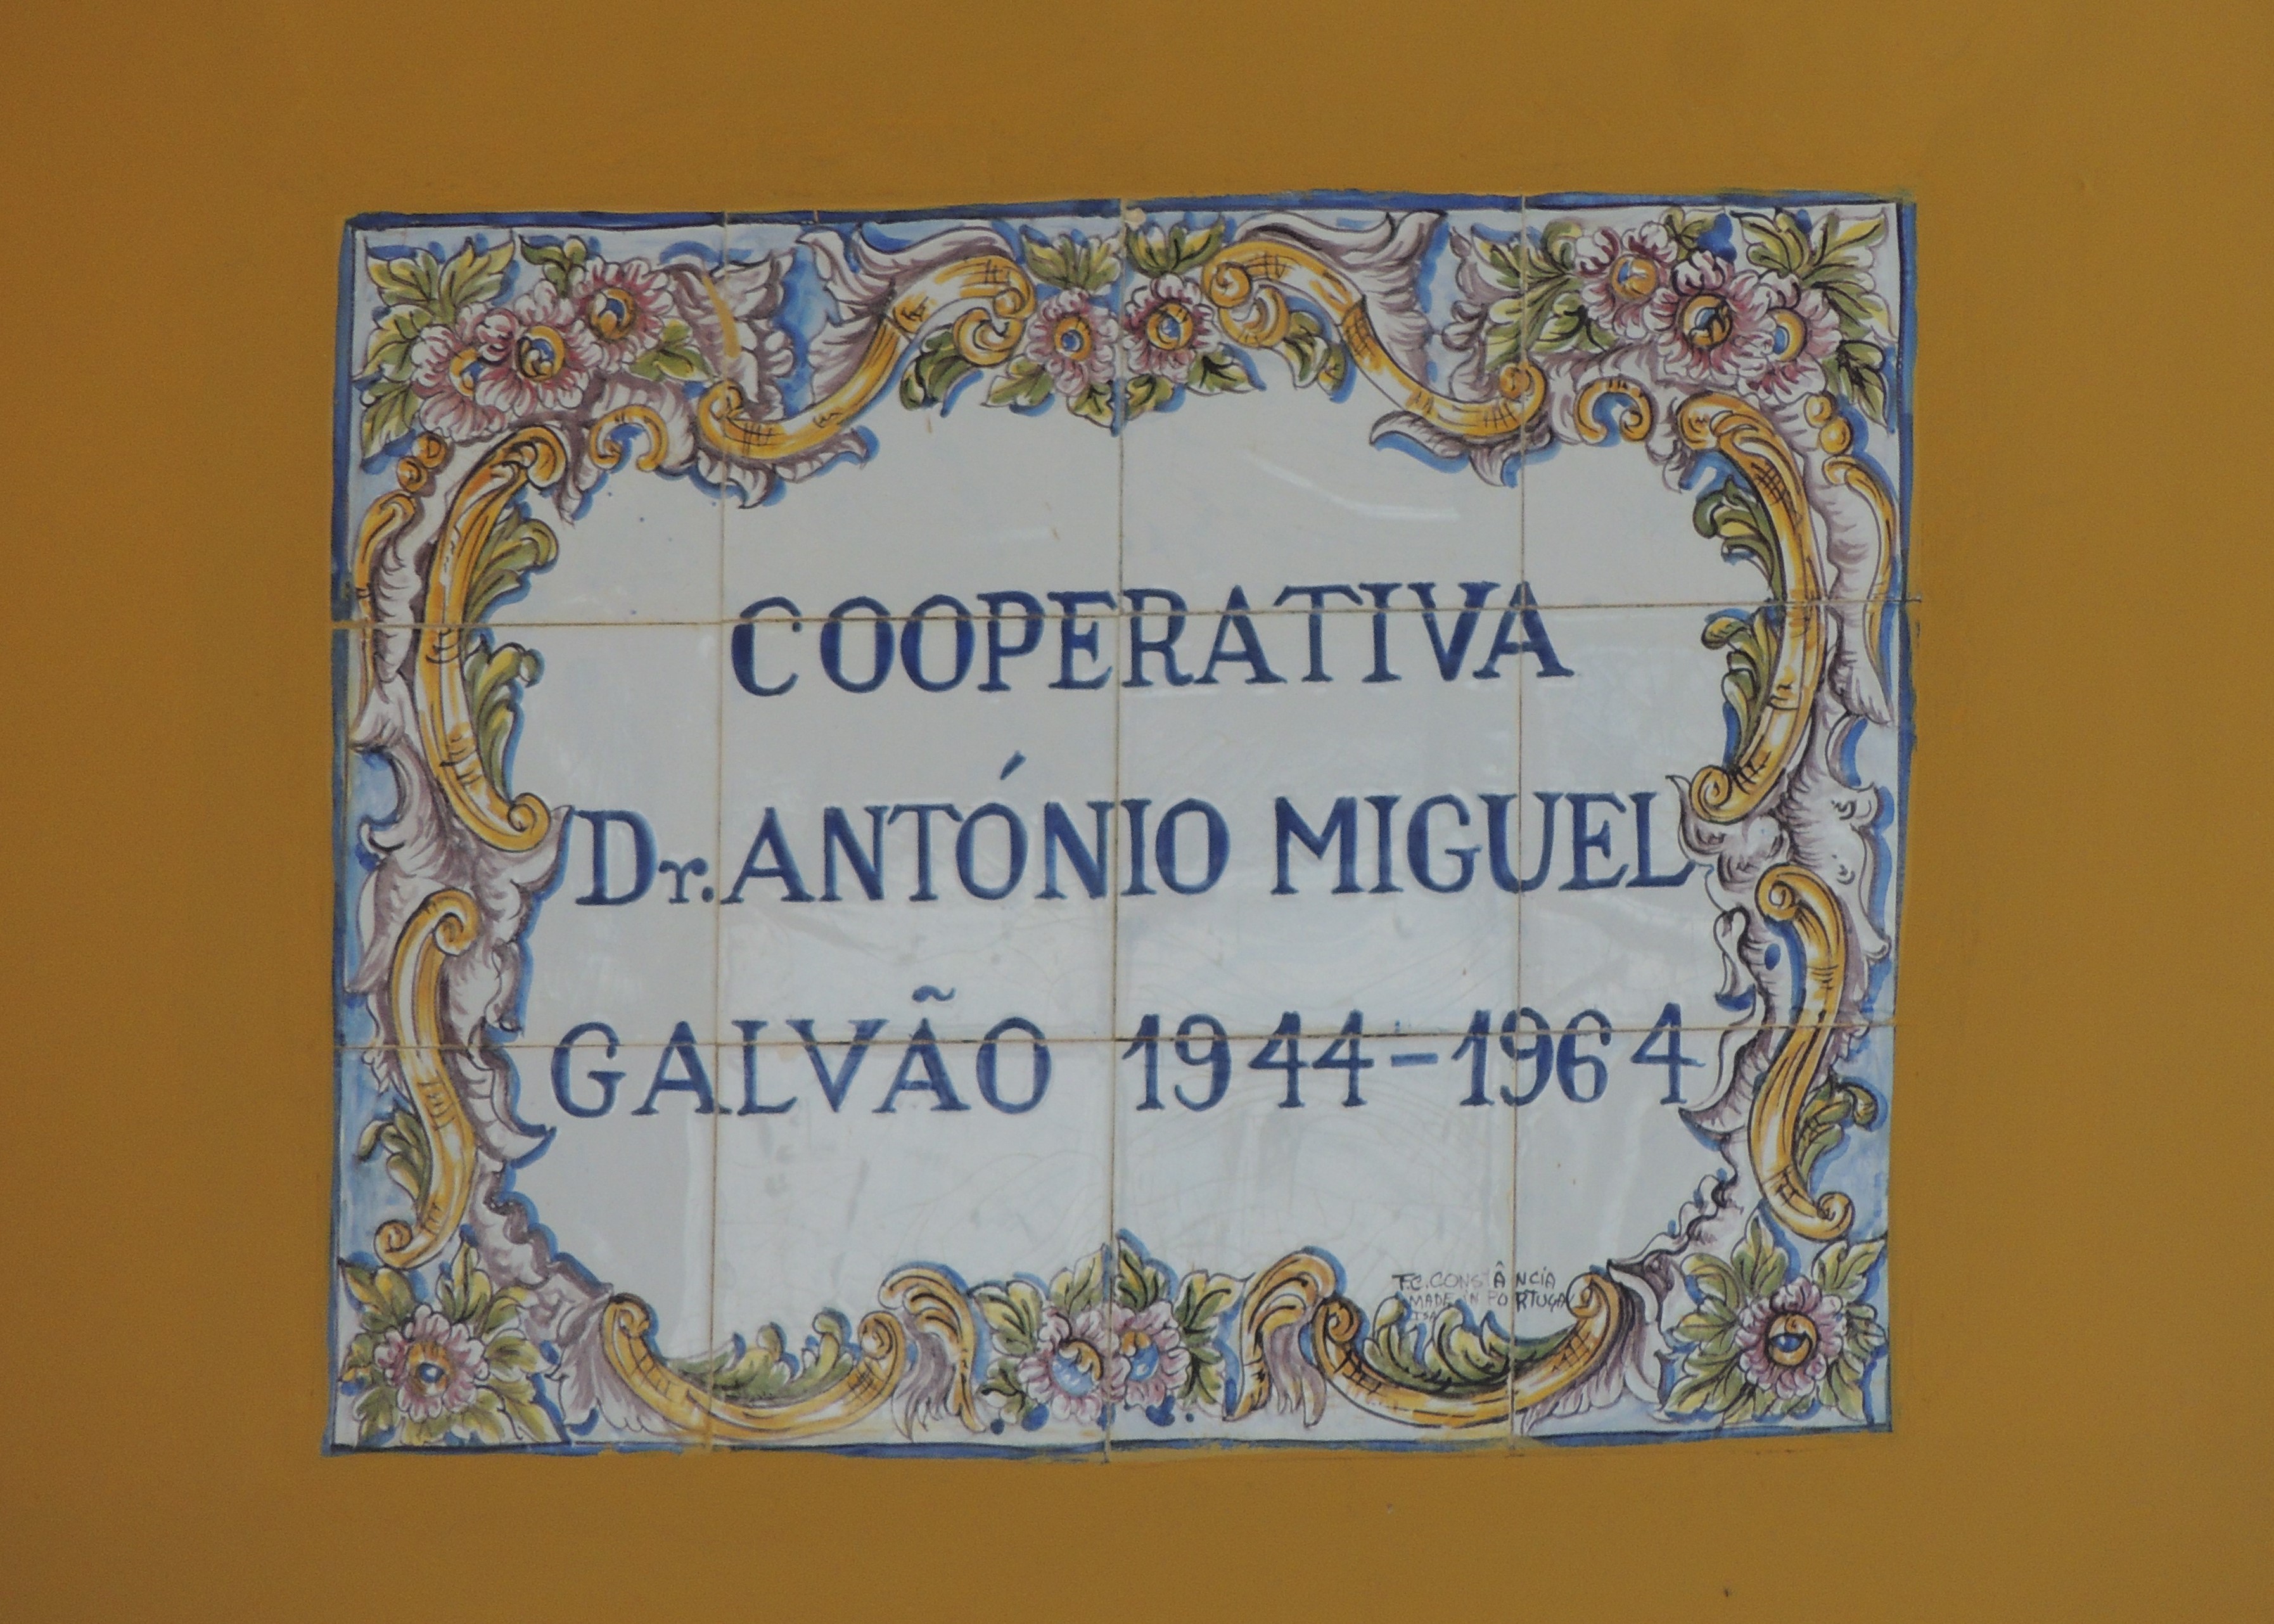 COOPERATIVA
Dr. ANTÓNIO MIGUEL
GALVÃO 1944-1964
F.C. CONSTÂNCIA
MADE IN PORTUGAL